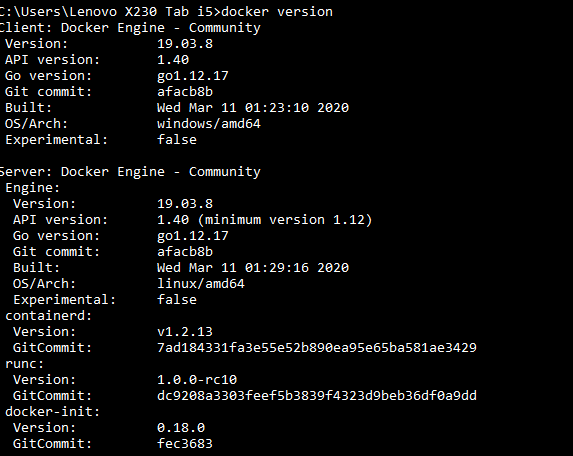 C:\Users\Lenovo X230 Tab i5>docker version
Client: Docker Engine - Community
Version: 19.03.8
API version: 1.40
Go version: go1.12.17
Git commit: afacb8b
Built: Wed Mar 11 01:23:10 2020
OS/Arch: windows/amd64
Experimental: false
Server: Docker Engine - Community
Engine:
Version: 19.03.8
API version: 1.40 (minimum version 1.12)
Go version: go1.12.17
Git commit: afacb8b
Built: Wed Mar 11 01:29:16 2020
OS/Arch: linux/amd64
Experimental: false
containerd:
Version: v1.2.13
GitCommit: 7ad184331fa3e55e52b890ea95e65ba581ae3429
runc:
Version: 1.0.0-rc10
GitCommit: dc9208a3303feef5b3839f4323d9beb36df0a9dd
docker-init:
Version: 0.18.0
GitCommit: fec3683